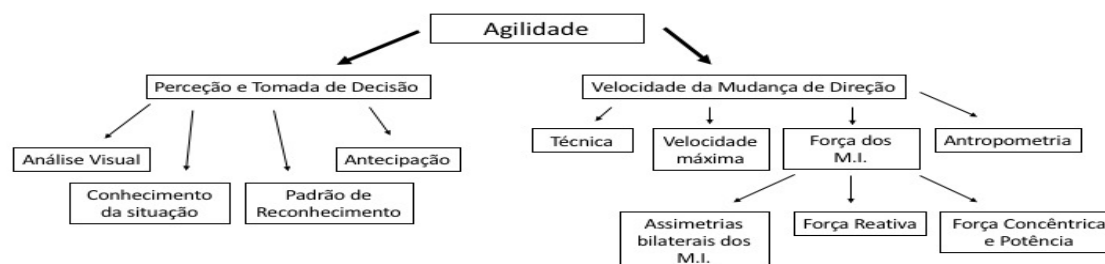 Agilidade
Perceção e Tomada de Decisão
Velocidade da Mudança de Direção
Análise Visual
Conhecimento
da situação
Padrão de
Reconhecimento
Antecipação
Técnica
Velocidade
máxima
Força dos
M.I.
Antropometria
Assimetrias
bilaterais dos
M.I.
Força Reativa
Força Concêntrica
e Potência